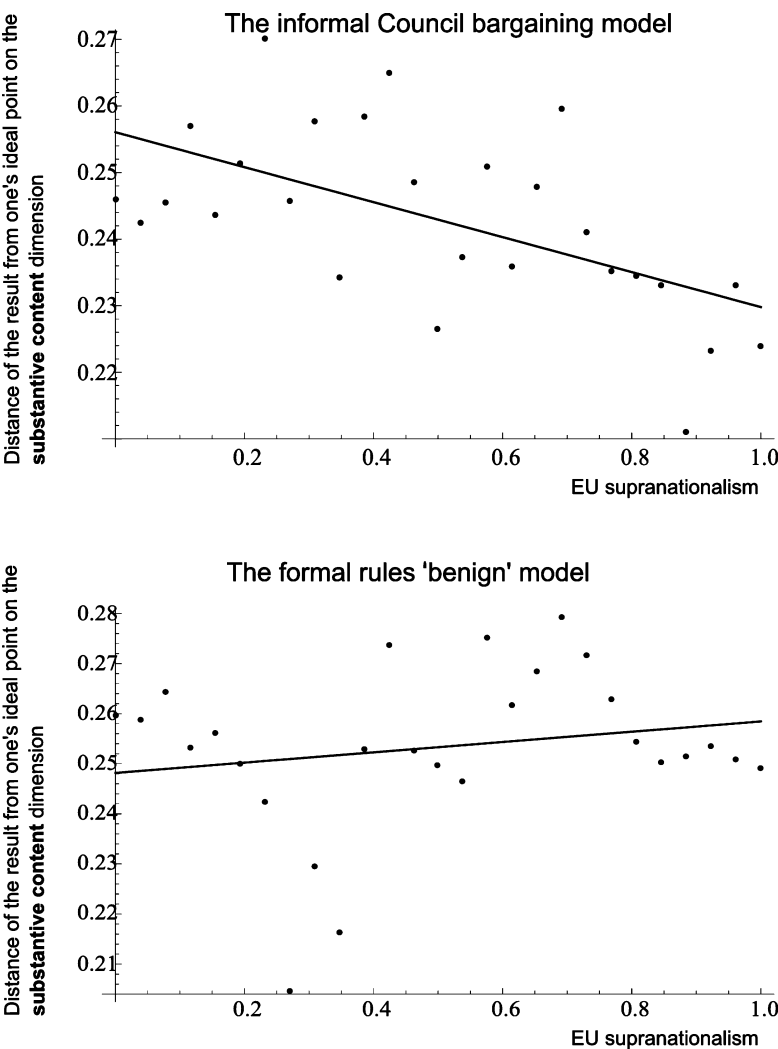 The informal Council bargaining model
Distance of the result from one's ideal point on the
substantive content dimension
0.27
0.26
0.25
0.24
0.23
0.22
0.2 0.4 0.6 0.8 1.0
EU supranationalism
The formal rules 'benign' model
Distance of the result from one's ideal point on the
substantive content dimension
0.28
0.27
0.26
0.25
0.24
0.23
0.22
0.21
0.2 0.4 0.6 0.8 1.0
EU supranationalism